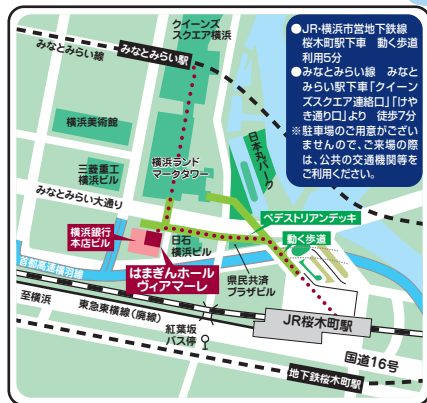 クイーンズ
スクエア横浜
みなとみらい線
みなとみらい駅
●JR・横浜市営地下鉄線
桜木町駅下車 動く歩道
利用5分
●みなとみらい線 みなと
みらい駅下車「クイーン
ズスクエア連絡口」「けや
き通り口」より 徒歩7分
※駐車場のご用意がござい
ませんので、ご来場の際
は、公共の交通機関等を
ご利用ください。
横浜美術館
日本丸パーク
横浜ランド
マークタワー
三菱重工
横浜ビル
みなとみらい大通り
ペデストリアンデッキ
横浜銀行
本店ビル
日石
横浜ビル
動く歩道
首都高速横羽線
はまぎんホール
ヴィアマーレ
県民共済
プラザビル
至横浜
東急東横線(廃線)
JR桜木町駅
紅葉坂
バス停
国道16号
地下鉄桜木町駅